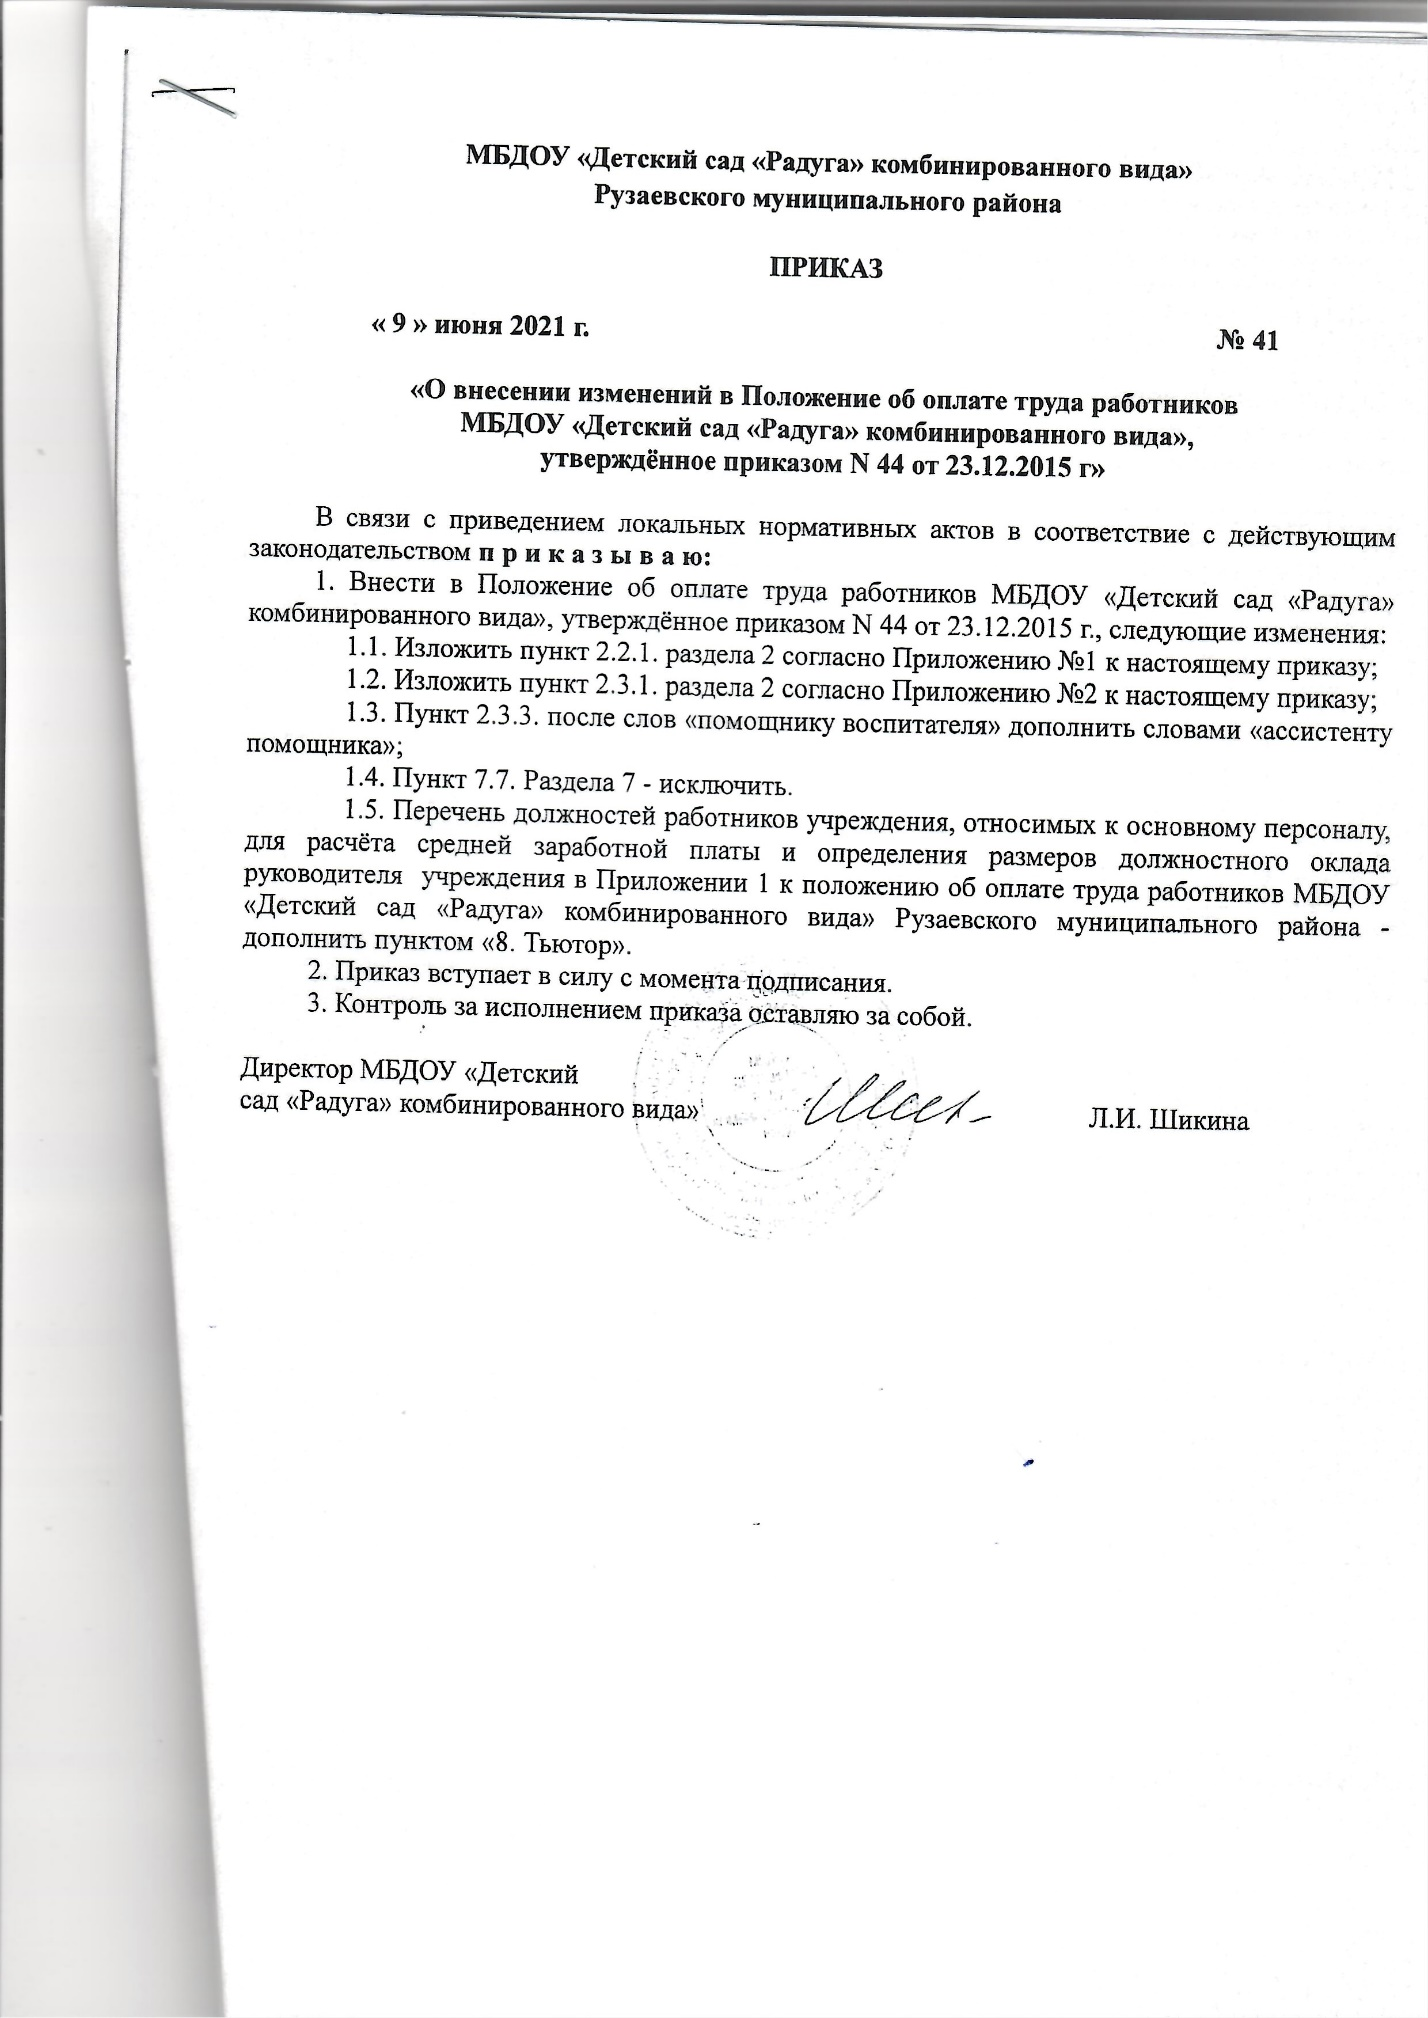 МБДОУ «Детский сад «Радуга» комбинированного вида»
Рузаевского муниципального района
ПРИКАЗ
« 9 » июня 2021 г.
№ 41
«О внесении изменений в Положение об оплате труда работников
МБДОУ «Детский сад «Радуга» комбинированного вида»,
утверждённое приказом N 44 от 23.12.2015 г»
В связи с приведением локальных нормативных актов в соответствие с действующим
законодательством п р и к а з ы в а ю:
1. Внести в Положение об оплате труда работников МБДОУ «Детский сад «Радуга»
комбинированного вида», утверждённое приказом N 44 от 23.12.2015 г., следующие изменения:
1.1. Изложить пункт 2.2.1. раздела 2 согласно Приложению №1 к настоящему приказу;
1.2. Изложить пункт 2.3.1. раздела 2 согласно Приложению №2 к настоящему приказу;
1.3. Пункт 2.3.3. после слов «помощнику воспитателя» дополнить словами «ассистенту
помощника»;
1.4. Пункт 7.7. Раздела 7 - исключить.
1.5. Перечень должностей работников учреждения, относимых к основному персоналу,
для расчёта средней заработной платы и определения размеров должностного оклада
руководителя учреждения в Приложении 1 к положению об оплате труда работников МБДОУ
«Детский сад «Радуга» комбинированного вида» Рузаевского муниципального района -
дополнить пунктом «8. Тьютор».
2. Приказ вступает в силу с момента подписания.
3. Контроль за исполнением приказа оставляю за собой.
Директор МБДОУ «Детский
сад «Радуга» комбинированного вида»
Л.И. Шикина